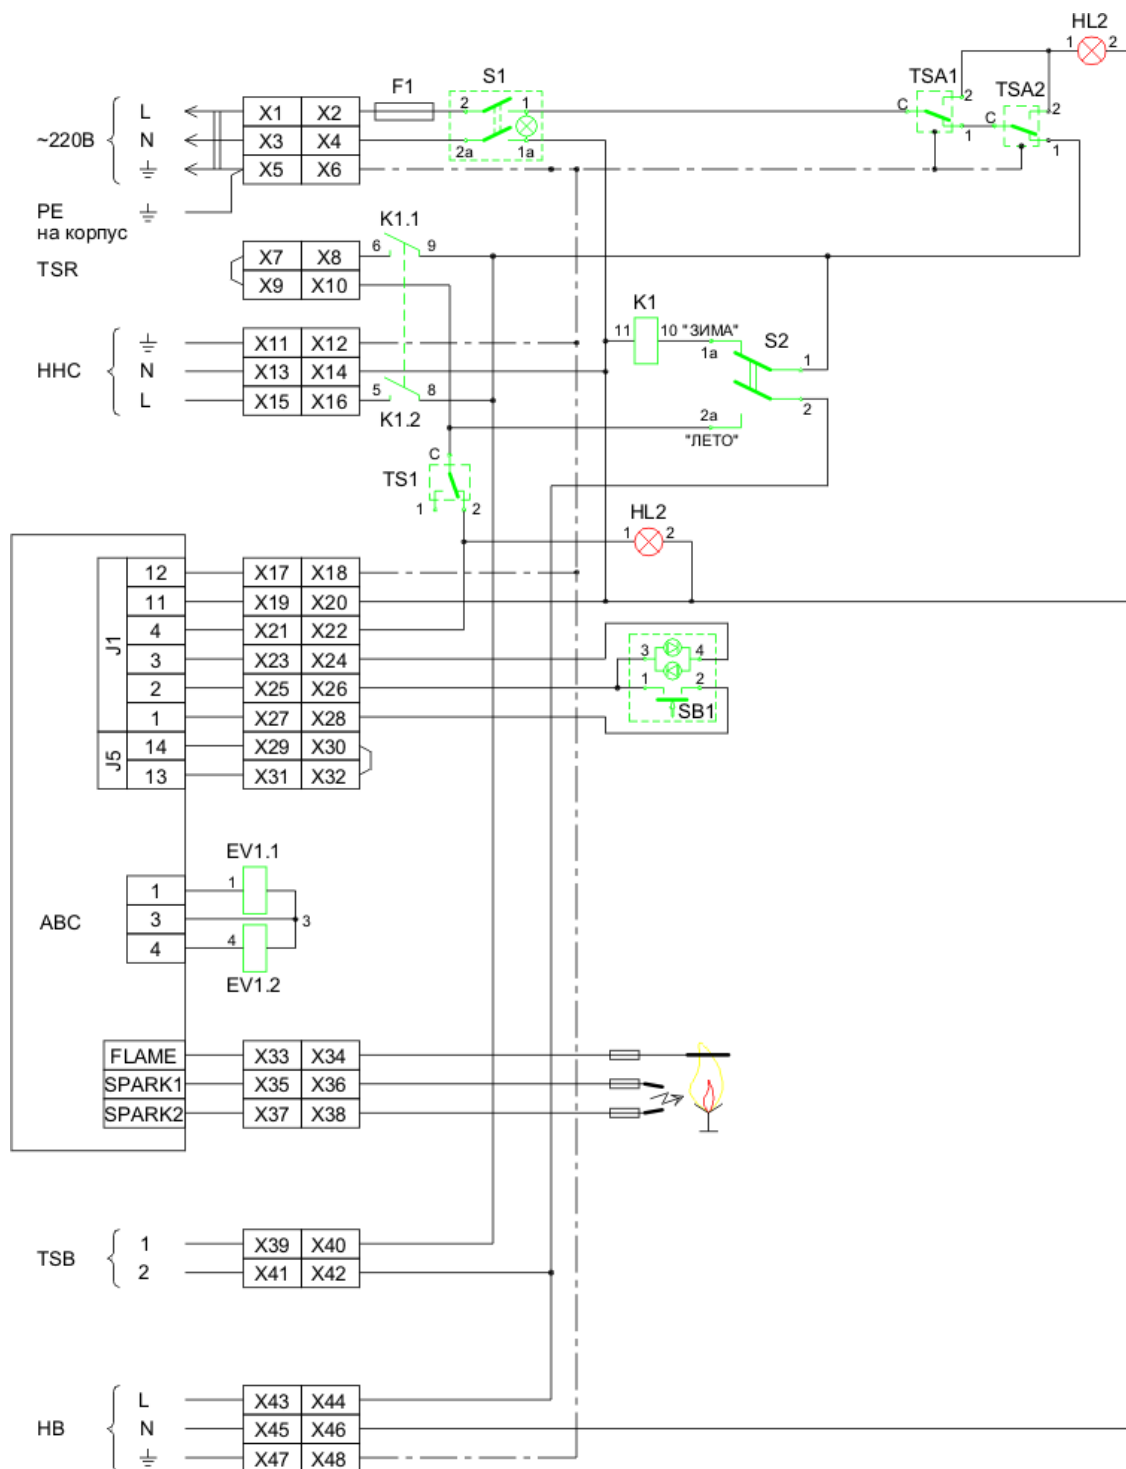 HL2
1 2
TSA1
TSA2
S1
F1
2 1
2a 1a
C 2
1
C 2
1
~220В
L X1 X2
N X3 X4
X5 X6
PE
на корпус
TSR
X7 X8
X9 X10
K1.1
6 9
ННС
X11 X12
N X13 X14
L X15 X16
5 8
K1.2
K1
11 10 "ЗИМА"
1a
S2
1
2
2a
"ЛЕТО"
C
TS1
1 2
HL2
1 2
J1
12 X17 X18
11 X19 X20
4 X21 X22
3 X23 X24
2 X25 X26
1 X27 X28
J5
14 X29 X30
13 X31 X32
3 4
1 2
SB1
EV1.1
1 1
ABC
3 3
4 4
EV1.2
FLAME X33 X34
SPARK1 X35 X36
SPARK2 X37 X38
TSB
1 X39 X40
2 X41 X42
НВ
L X43 X44
N X45 X46
X47 X48